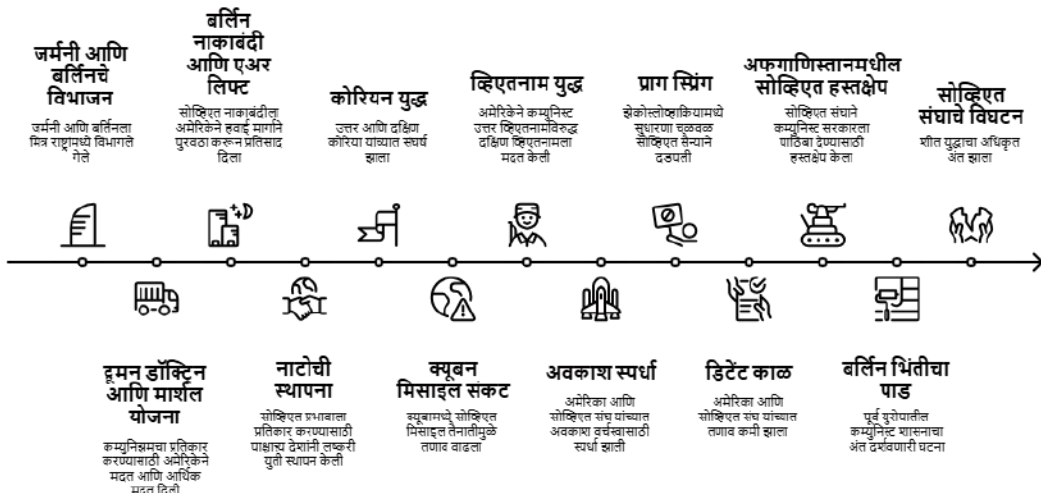 जर्मनी आणि
बर्लिनचे
विभाजन
जर्मनी आणि बर्लिनला
मित्र राष्ट्रांमध्ये विभागले
गेले
ट्रूमन डॉक्ट्रिन
आणि मार्शल
योजना
कम्युनिझमचा प्रतिकार
करण्यासाठी अमेरिकेने
मदत आणि आर्थिक
मदत दिली
बर्लिन
नाकाबंदी
आणि एअर
लिफ्ट
सोव्हिएत नाकाबंदीला
अमेरिकेने हवाई मार्गाने
पुरवठा करून प्रतिसाद
दिला
नाटोची
स्थापना
सोव्हिएत प्रभावाला
प्रतिकार करण्यासाठी
पाश्चात्य देशांनी लष्करी
युती स्थापन केली
कोरियन युद्ध
उत्तर आणि दक्षिण
कोरिया यांच्यात संघर्ष
झाला
क्यूबन
मिसाइल संकट
क्यूबामध्ये सोव्हिएत
मिसाइल तैनातीमुळे
तणाव वाढला
व्हिएतनाम युद्ध
अमेरिकेने कम्युनिस्ट
उत्तर व्हिएतनामविरुद्ध
दक्षिण व्हिएतनामला
मदत केली
अवकाश स्पर्धा
अमेरिका आणि
सोव्हिएत संघ यांच्यात
अवकाश वर्चस्वासाठी
स्पर्धा झाली
प्राग स्प्रिंग
झेकोस्लोव्हाकियामध्ये
सुधारणा चळवळ
सोव्हिएत सैन्याने
दडपली
डिटेंट काळ
अमेरिका आणि
सोव्हिएत संघ यांच्यात
तणाव कमी झाला
अफगाणिस्तानमधील
सोव्हिएत हस्तक्षेप
सोव्हिएत संघाने
कम्युनिस्ट सरकारला
पाठिंबा देण्यासाठी
हस्तक्षेप केला
बर्लिन भिंतीचा
पाड
पूर्व युरोपातील
कम्युनिस्ट शासनाचा
अंत दर्शवणारी घटना
सोव्हिएत
संघाचे विघटन
शीत युद्धाचा अधिकृत
अंत झाला